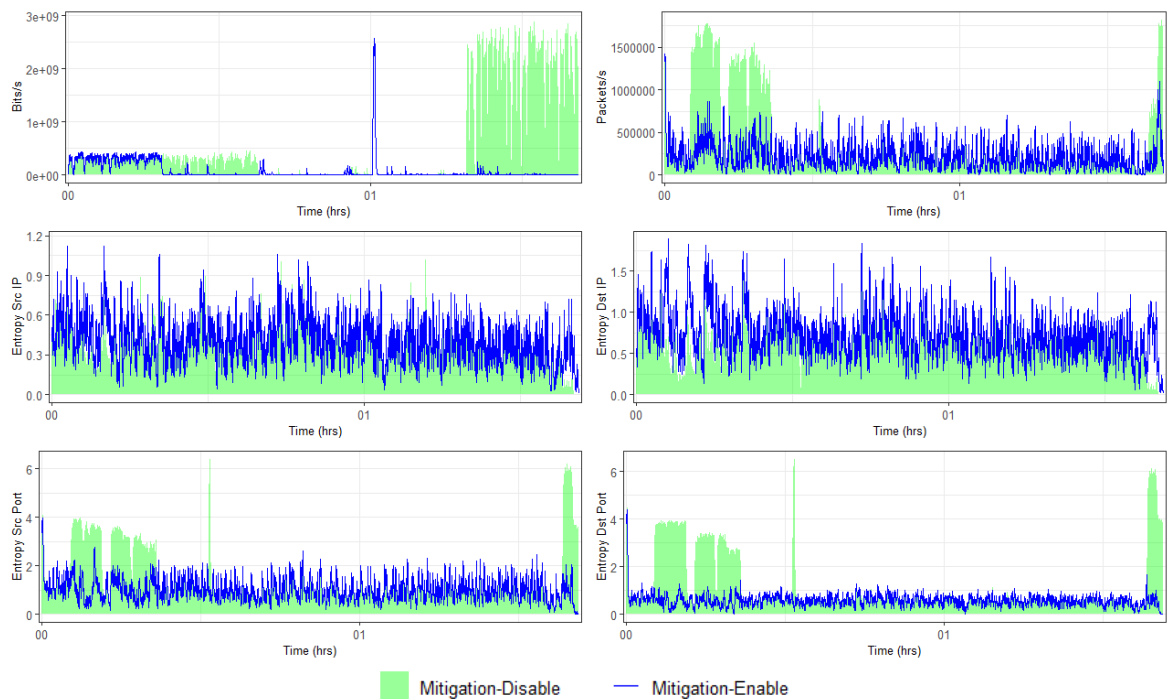 3e+09
2e+09
1e+09
0e+00
Bits/s
00
01
Time (hrs)
1500000
1000000
500000
0
Packets/s
00
01
Time (hrs)
1.2
0.9
0.6
0.3
0.0
Entropy Src IP
00
01
Time (hrs)
1.5
1.0
0.5
0.0
Entropy Dst IP
00
01
Time (hrs)
6
4
2
0
Entropy Src Port
00
01
Time (hrs)
6
4
2
0
Entropy Dst Port
00
01
Time (hrs)
Mitigation-Disable
Mitigation-Enable